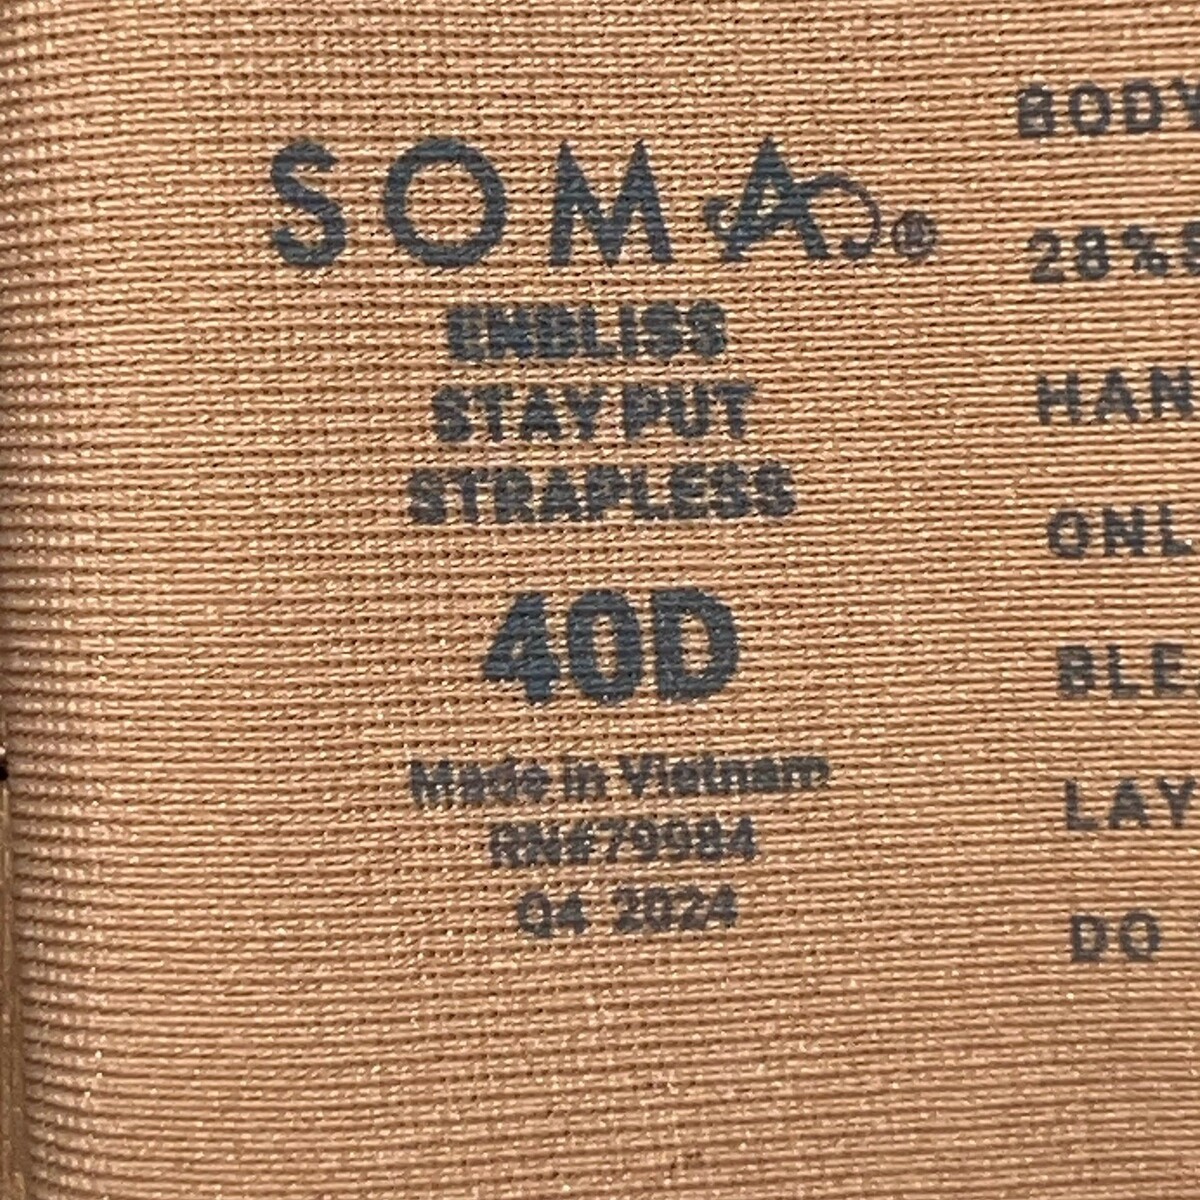 SOMA®
ENBLISS
STAY PUT
STRAPLESS
40D
Made in Vietnam
RN#79984
Q4 2024
BODY
28%S
HAN
ONL
BLE
LAY
DO